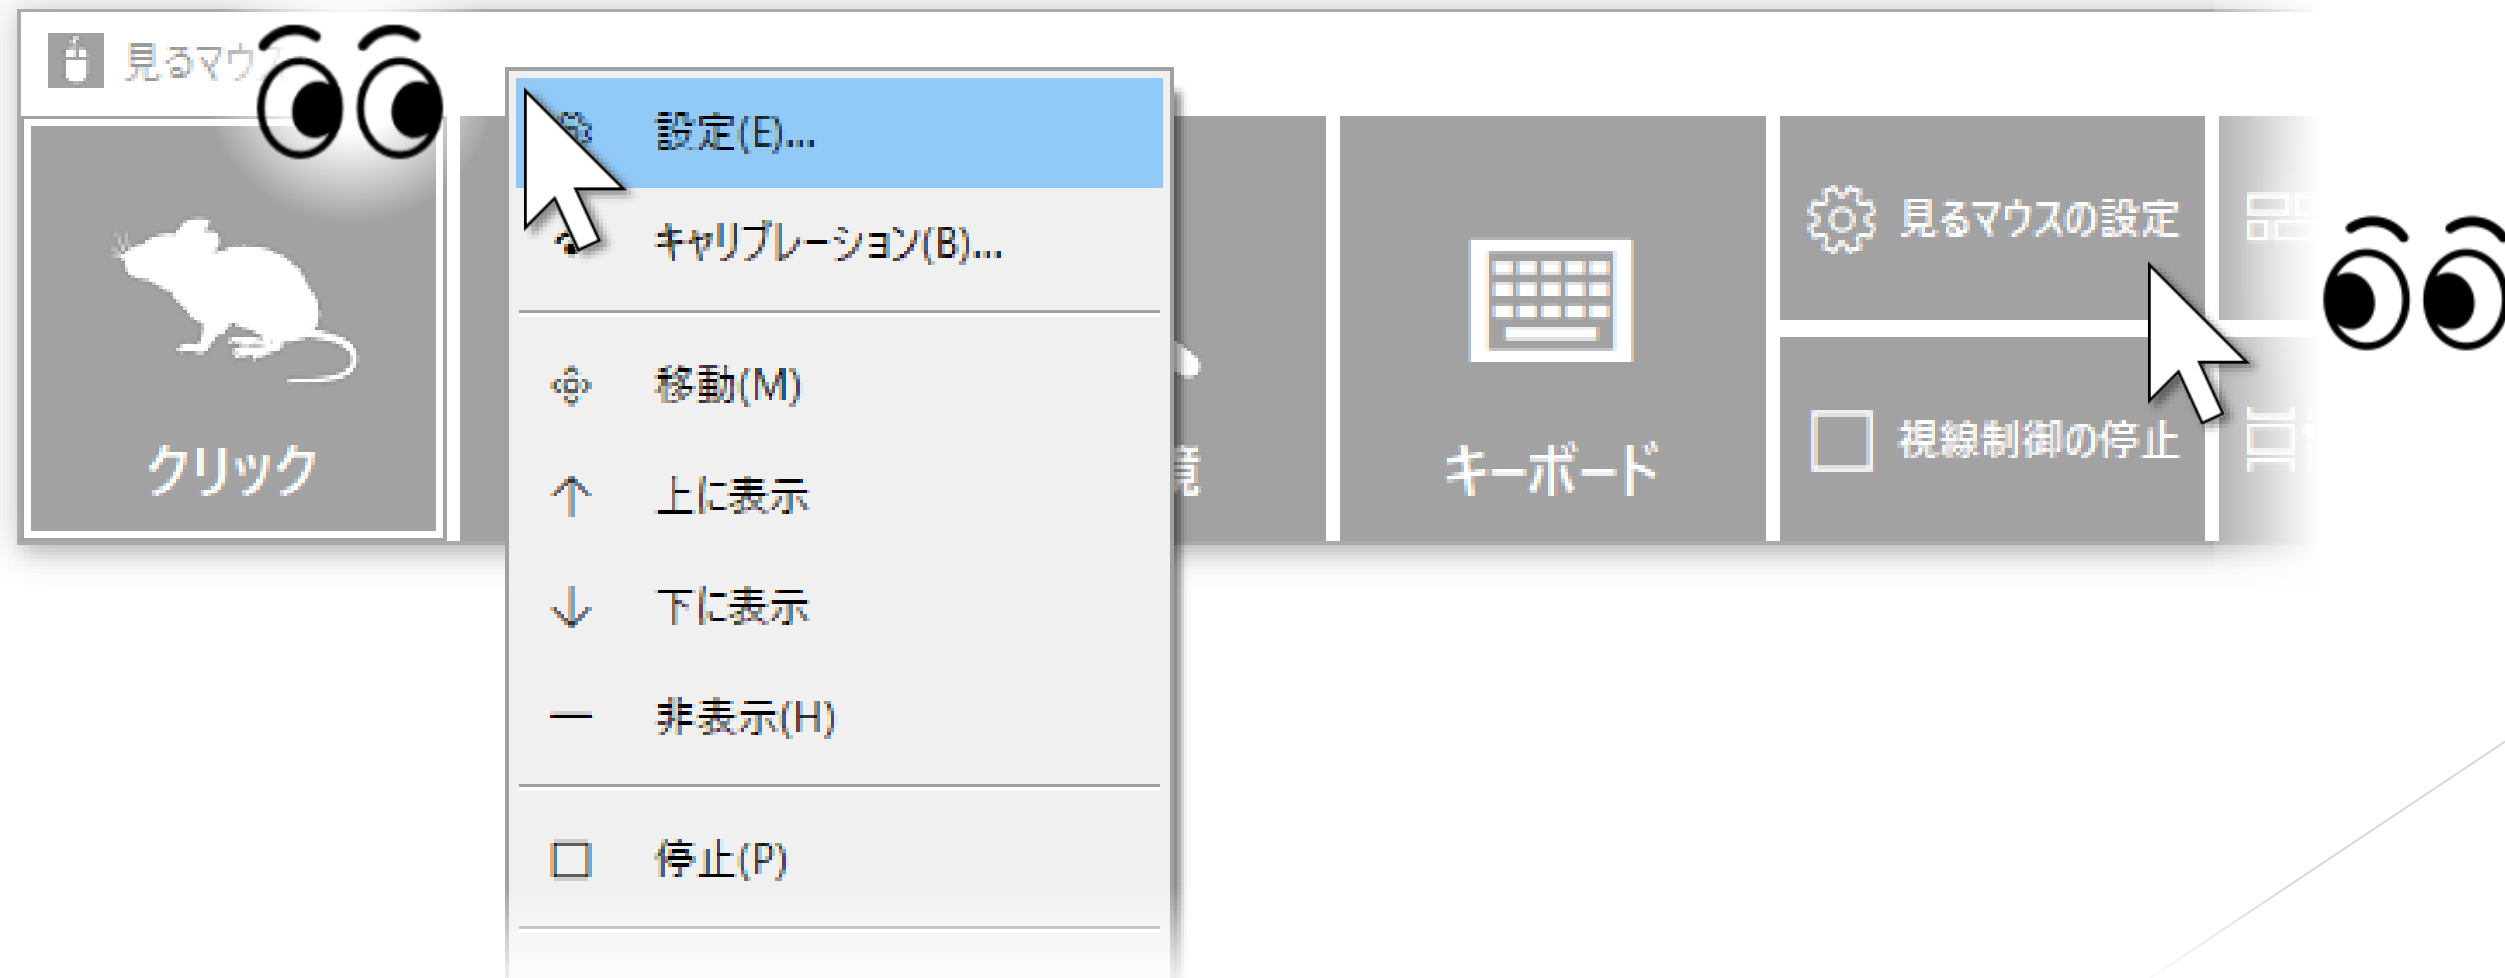 見るマウ
設定(E)...
キャリブレーション(B)...
移動(M)
上に表示
下に表示
非表示(H)
停止(P)
クリック
キーボード
見るマウスの設定
視線制御の停止